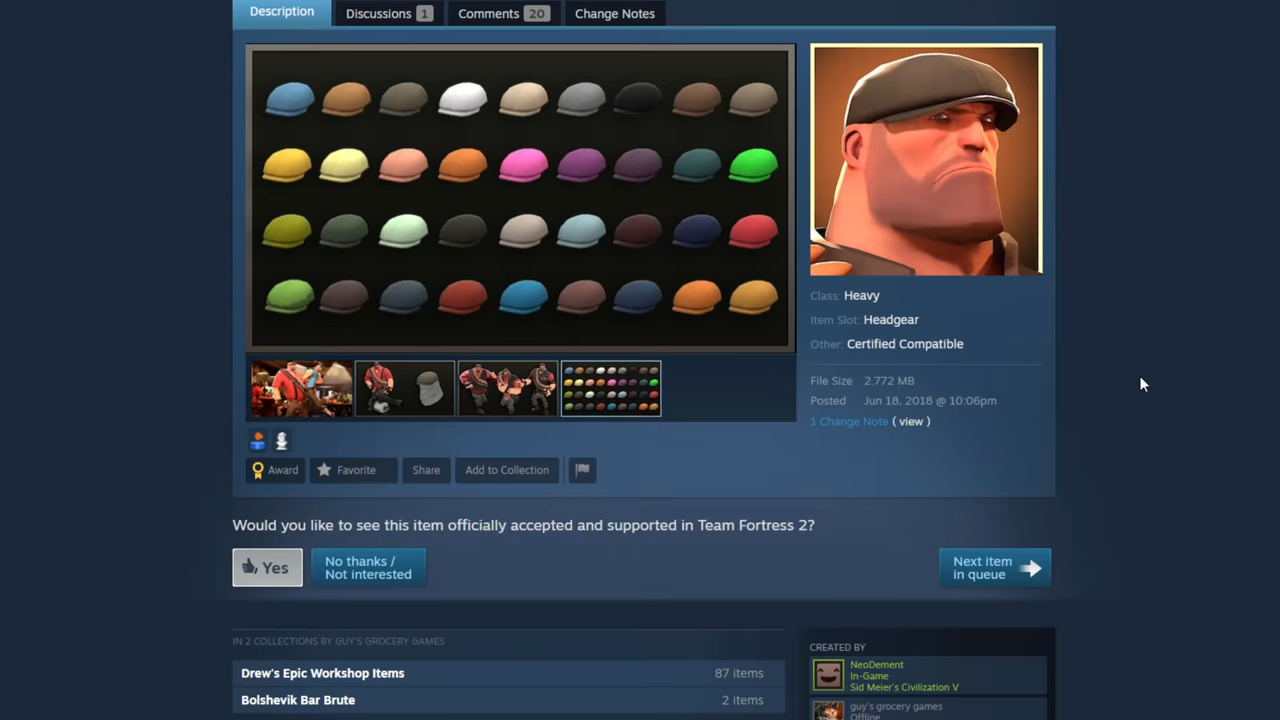 Description
Discussions 1
Comments 20
Change Notes
Class: Heavy
Item Slot: Headgear
Other: Certified Compatible
File Size 2.772 MB
Posted Jun 18, 2018 @ 10:06pm
1 Change Note ( view )
Award
Favorite
Share
Add to Collection
Would you like to see this item officially accepted and supported in Team Fortress 2?
Yes
No thanks /
Not interested
Next item
in queue
IN 2 COLLECTIONS BY GUY'S GROCERY GAMES
Drew's Epic Workshop Items 87 items
Bolshevik Bar Brute 2 items
CREATED BY
NeoDement
In-Game
Sid Meier's Civilization V
guy's grocery games
Offline